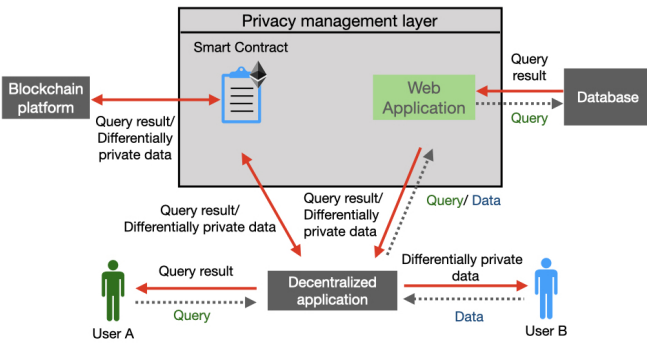 Privacy management layer
Smart Contract
Blockchain
platform
Query result/
Differentially
private data
Web
Application
Query
result
Database
Query
Query result/
Differentially private data
Query result/
Differentially
private data
Query/ Data
Query result
Query
User A
Decentralized
application
Differentially private
data
Data
User B